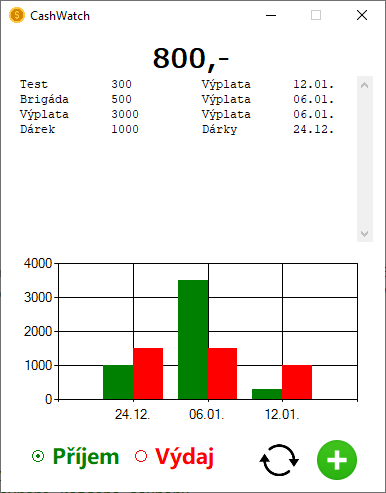 CashWatch
800,-
Test 300 Výplata 12.01.
Brigáda 500 Výplata 06.01.
Výplata 3000 Výplata 06.01.
Dárek 1000 Dárky 24.12.
4000
3000
2000
1000
0
24.12. 06.01. 12.01.
Příjem Výdaj